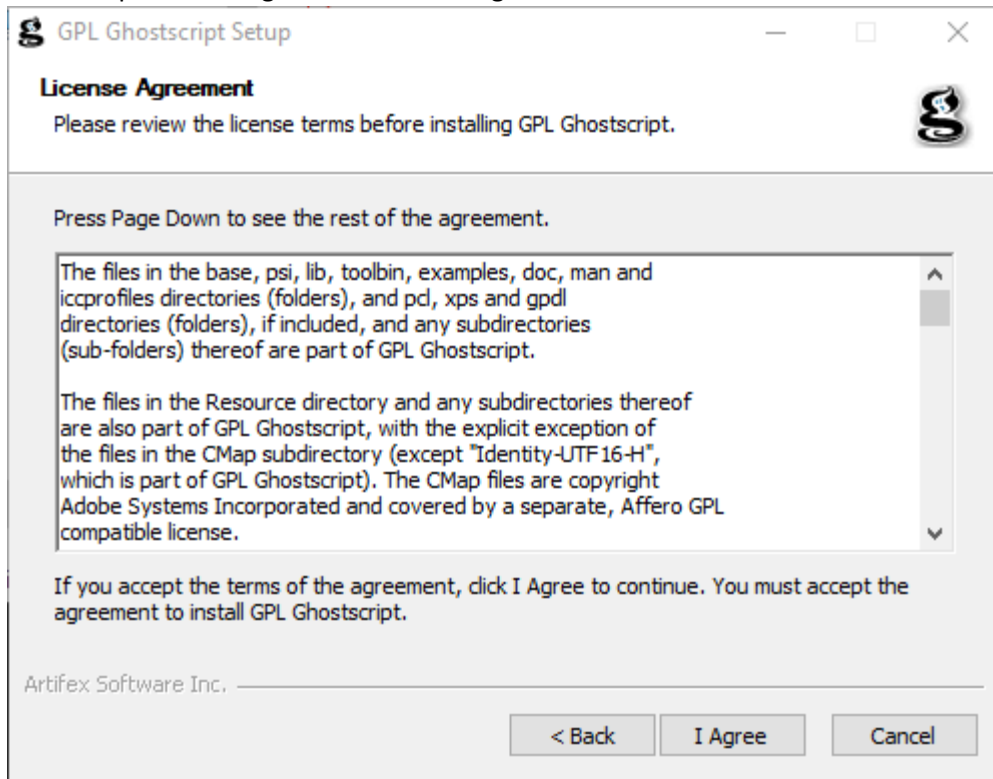 GPL Ghostscript Setup
License Agreement
Please review the license terms before installing GPL Ghostscript.
Press Page Down to see the rest of the agreement.
The files in the base, psi, lib, toolbin, examples, doc, man and
iccprofiles directories (folders), and pcl, xps and gpdl
directories (folders), if included, and any subdirectories
(sub-folders) thereof are part of GPL Ghostscript.
The files in the Resource directory and any subdirectories thereof
are also part of GPL Ghostscript, with the explicit exception of
the files in the CMap subdirectory (except "Identity-UTF16-H",
which is part of GPL Ghostscript). The CMap files are copyright
Adobe Systems Incorporated and covered by a separate, Affero GPL
compatible license.
If you accept the terms of the agreement, click I Agree to continue. You must accept the
agreement to install GPL Ghostscript.
Artifex Software Inc.
< Back I Agree Cancel